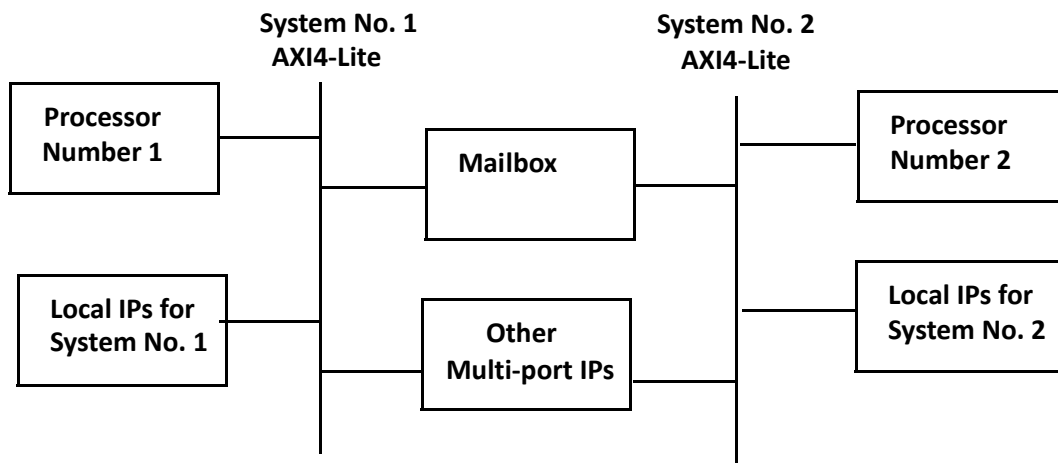 System No. 1
AXI4-Lite
System No. 2
AXI4-Lite
Processor
Number 1
Mailbox
Processor
Number 2
Local IPs for
System No. 1
Other
Multi-port IPs
Local IPs for
System No. 2